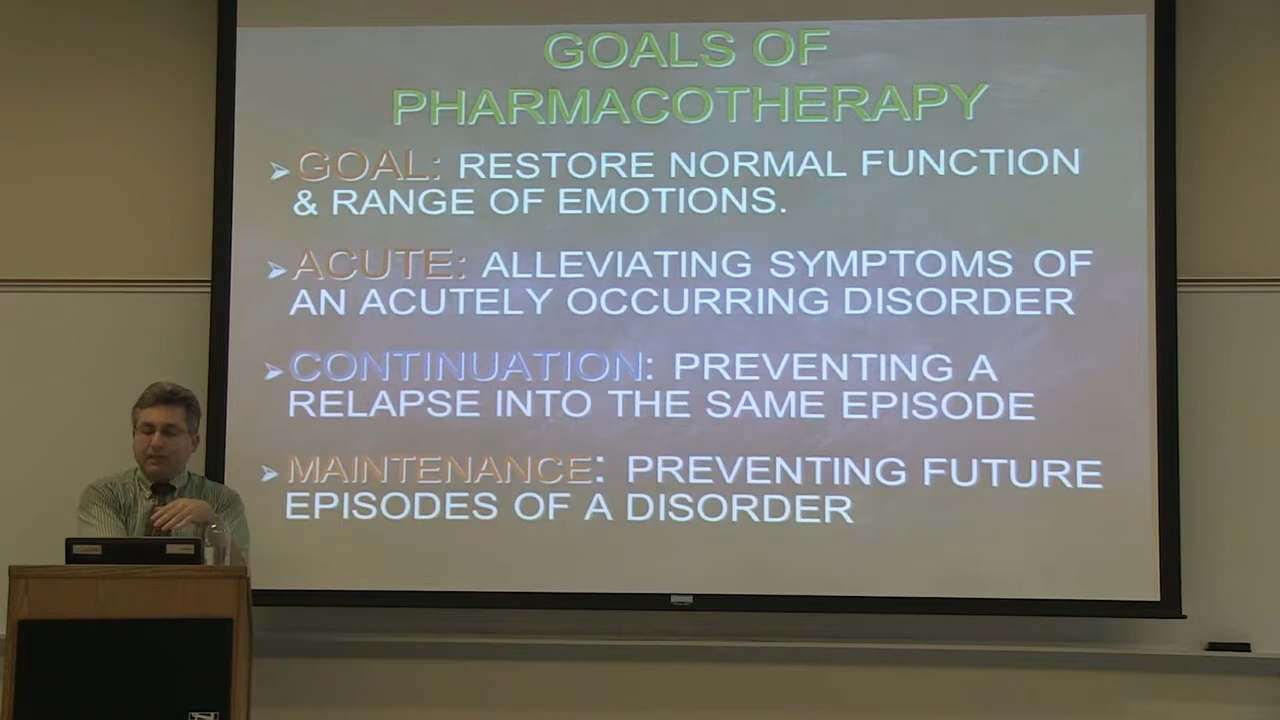 GOALS OF
PHARMACOTHERAPY
GOAL: RESTORE NORMAL FUNCTION
& RANGE OF EMOTIONS.
ACUTE: ALLEVIATING SYMPTOMS OF
AN ACUTELY OCCURRING DISORDER
CONTINUATION: PREVENTING A
RELAPSE INTO THE SAME EPISODE
MAINTENANCE: PREVENTING FUTURE
EPISODES OF A DISORDER